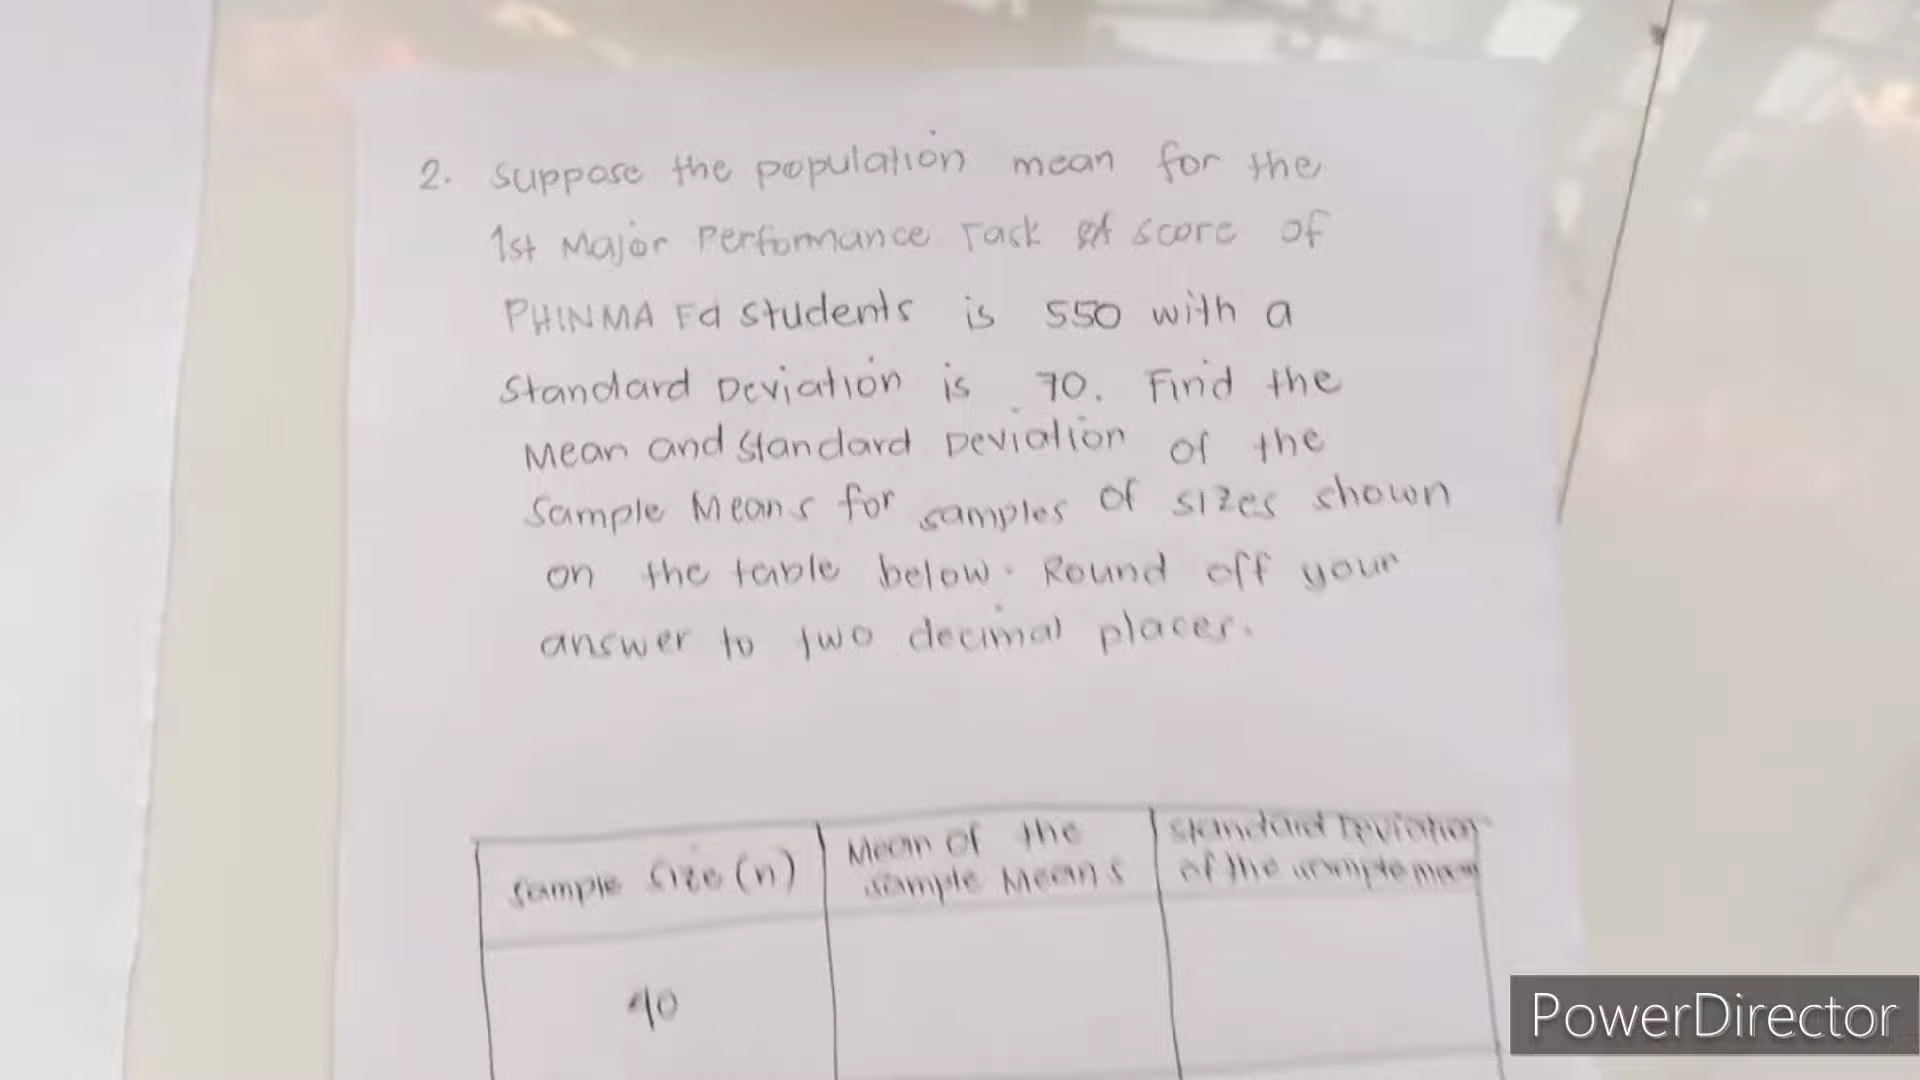 2. Suppose the population mean for the
1st Major Performance Task score of
PHINMA Ed students is 550 with a
Standard Deviation is 70. Find the
Mean and Standard Deviation of the
Sample Means for samples of sizes shown
on the table below. Round off your
answer to two decimal places.
Sample Size (n)
Mean of the
Sample Means
Standard Deviation
of the sample mean
40
PowerDirector